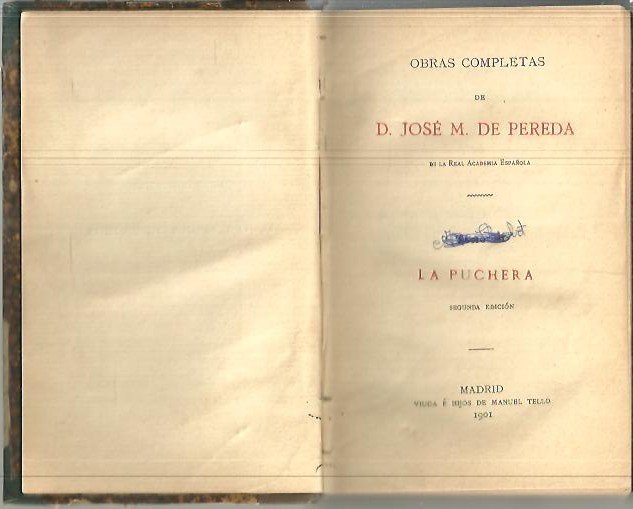 OBRAS COMPLETAS
DE
D. JOSÉ M. DE PEREDA
DE LA REAL ACADEMIA ESPAÑOLA
LA PUCHERA
SEGUNDA EDICIÓN
MADRID
VIUDA É HIJOS DE MANUEL TELLO
1901